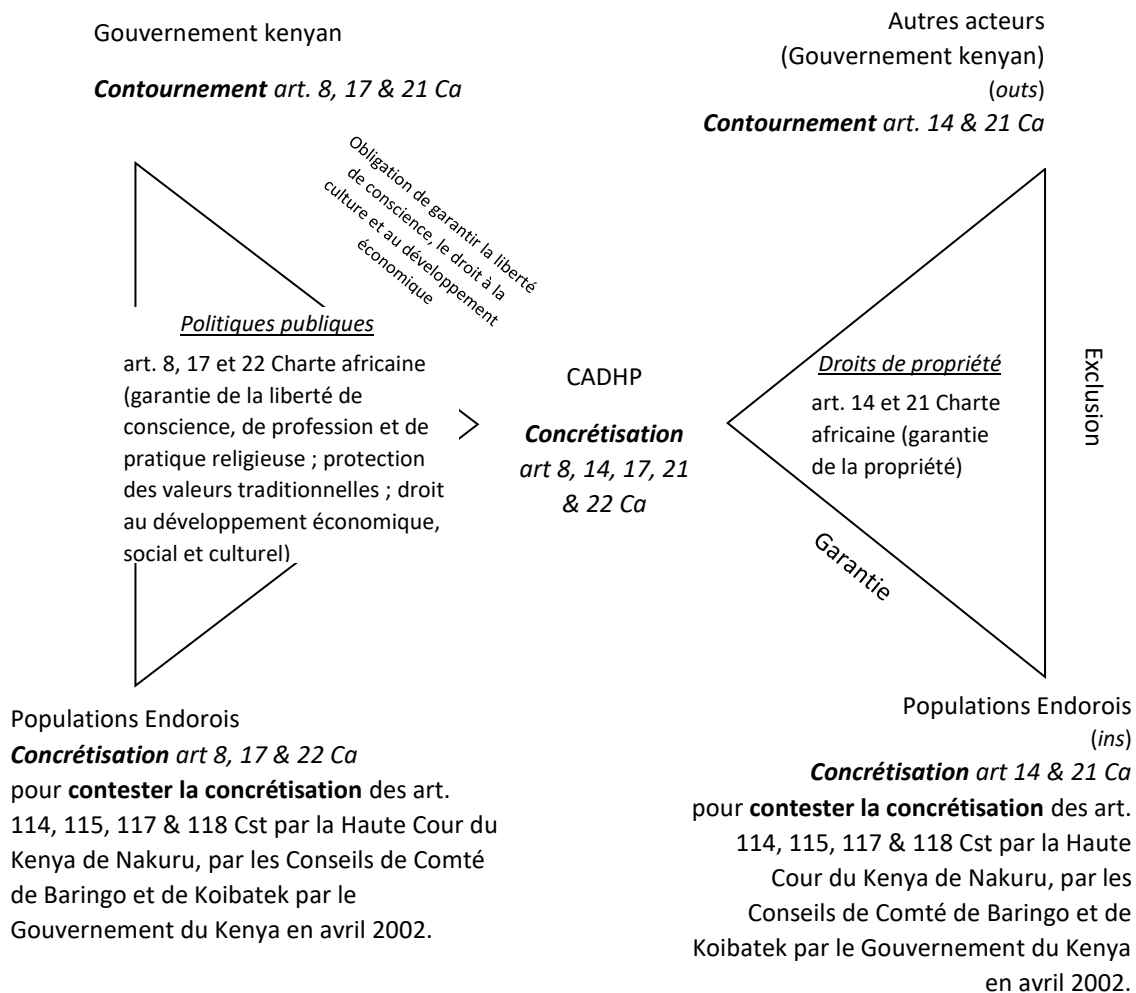 Gouvernement kenyan
Contournement art. 8, 17 & 21 Ca
Autres acteurs
(Gouvernement kenyan)
(outs)
Contournement art. 14 & 21 Ca
Obligation de garantir la liberté
de conscience, le droit à la
culture et au développement
économique
Politiques publiques
art. 8, 17 et 22 Charte africaine
(garantie de la liberté de
conscience, de profession et de
pratique religieuse ; protection
des valeurs traditionnelles ; droit
au développement économique,
social et culturel)
CADHP
Concrétisation
art 8, 14, 17, 21
& 22 Ca
Droits de propriété
art. 14 et 21 Charte
africaine (garantie
de la propriété)
Exclusion
Garantie
Populations Endorois
Concrétisation art 8, 17 & 22 Ca
pour contester la concrétisation des art.
114, 115, 117 & 118 Cst par la Haute Cour du
Kenya de Nakuru, par les Conseils de Comté
de Baringo et de Koibatek par le
Gouvernement du Kenya en avril 2002.
Populations Endorois
(ins)
Concrétisation art 14 & 21 Ca
pour contester la concrétisation des art.
114, 115, 117 & 118 Cst par la Haute
Cour du Kenya de Nakuru, par les
Conseils de Comté de Baringo et de
Koibatek par le Gouvernement du Kenya
en avril 2002.